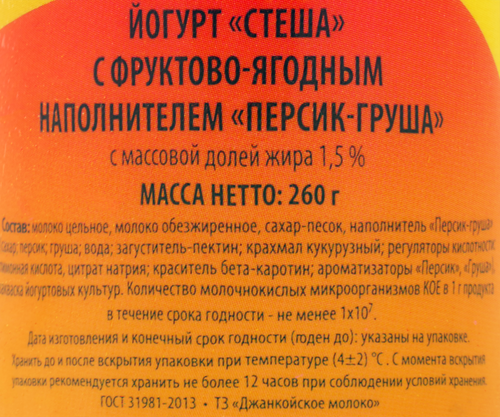 ЙОГУРТ «СТЕША»
С ФРУКТОВО-ЯГОДНЫМ
НАПОЛНИТЕЛЕМ «ПЕРСИК-ГРУША»
с массовой долей жира 1,5 %
МАССА НЕТТО: 260 г
Состав: молоко цельное, молоко обезжиренное, сахар-песок, наполнитель «Персик-груша»
Сахар; персик; груша; вода; загуститель-пектин; крахмал кукурузный; регуляторы кислотности
лимонная кислота, цитрат натрия; краситель бета-каротин; ароматизаторы «Персик», «Груша»),
закваска йогуртовых культур. Количество молочнокислых микроорганизмов КОЕ в 1 г продукта
в течение срока годности - не менее 1х10⁷.
Дата изготовления и конечный срок годности (годен до): указаны на упаковке.
Хранить до и после вскрытия упаковки при температуре (4±2) °С. С момента вскрытия
упаковки рекомендуется хранить не более 12 часов при соблюдении условий хранения.
ГОСТ 31981-2013 • ТЗ «Джанкойское молоко»